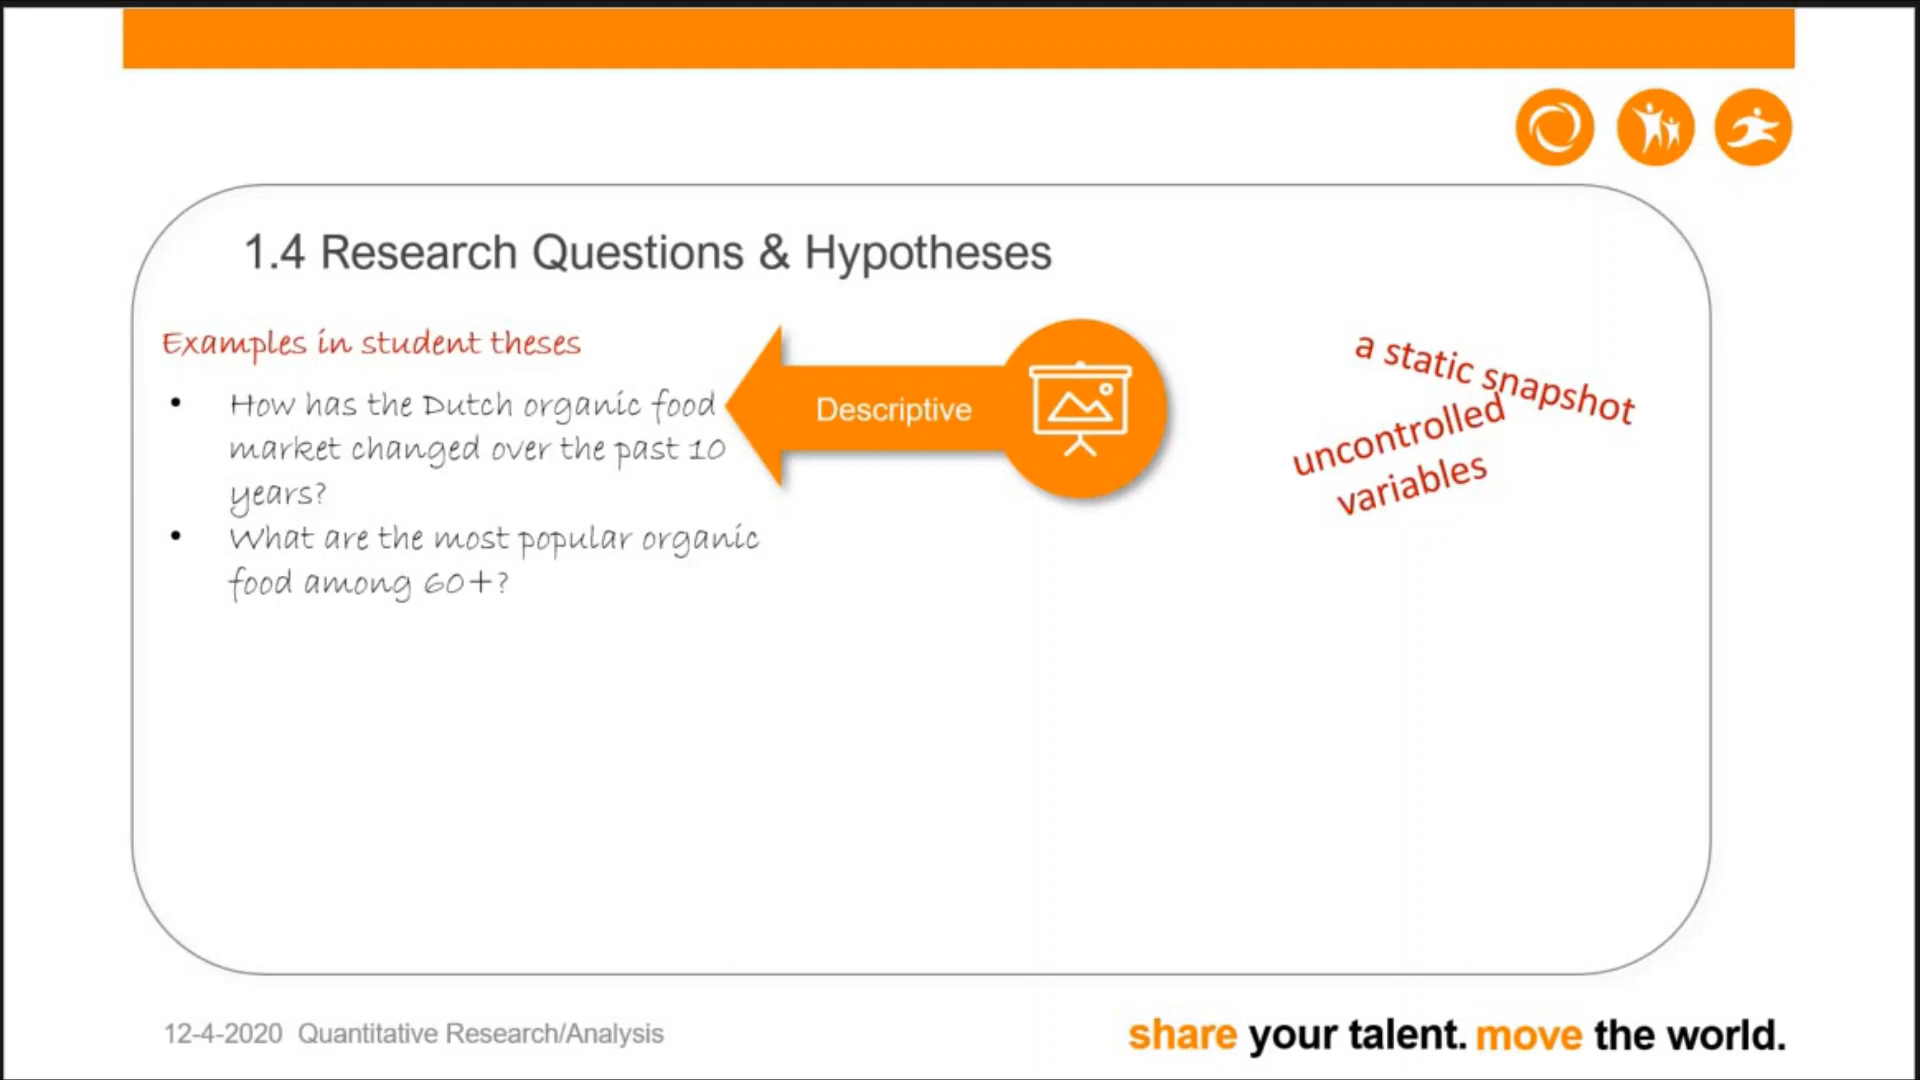 1.4 Research Questions & Hypotheses
Examples in student theses
• How has the Dutch organic food
market changed over the past 10
years?
• What are the most popular organic
food among 60+?
Descriptive
a static snapshot
uncontrolled
variables
12-4-2020 Quantitative Research/Analysis
share your talent. move the world.